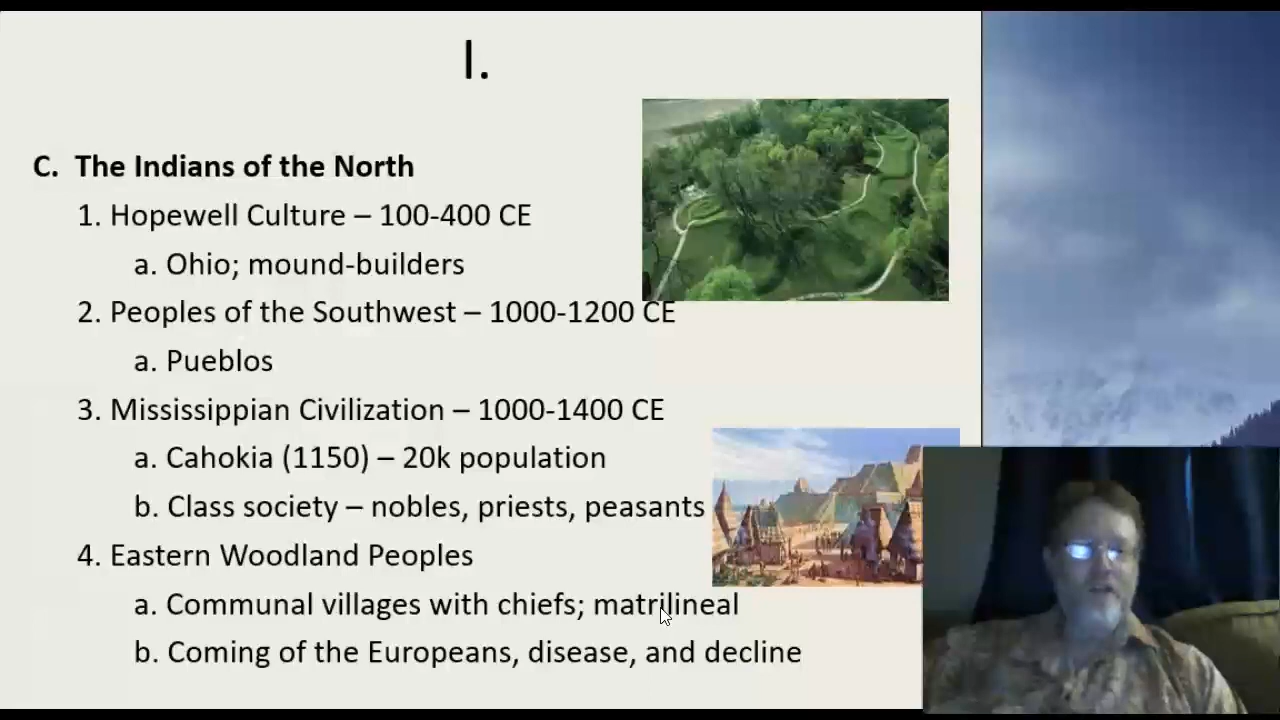 I.
C. The Indians of the North
1. Hopewell Culture – 100-400 CE
a. Ohio; mound-builders
2. Peoples of the Southwest – 1000-1200 CE
a. Pueblos
3. Mississippian Civilization – 1000-1400 CE
a. Cahokia (1150) – 20k population
b. Class society – nobles, priests, peasants
4. Eastern Woodland Peoples
a. Communal villages with chiefs; matrilineal
b. Coming of the Europeans, disease, and decline